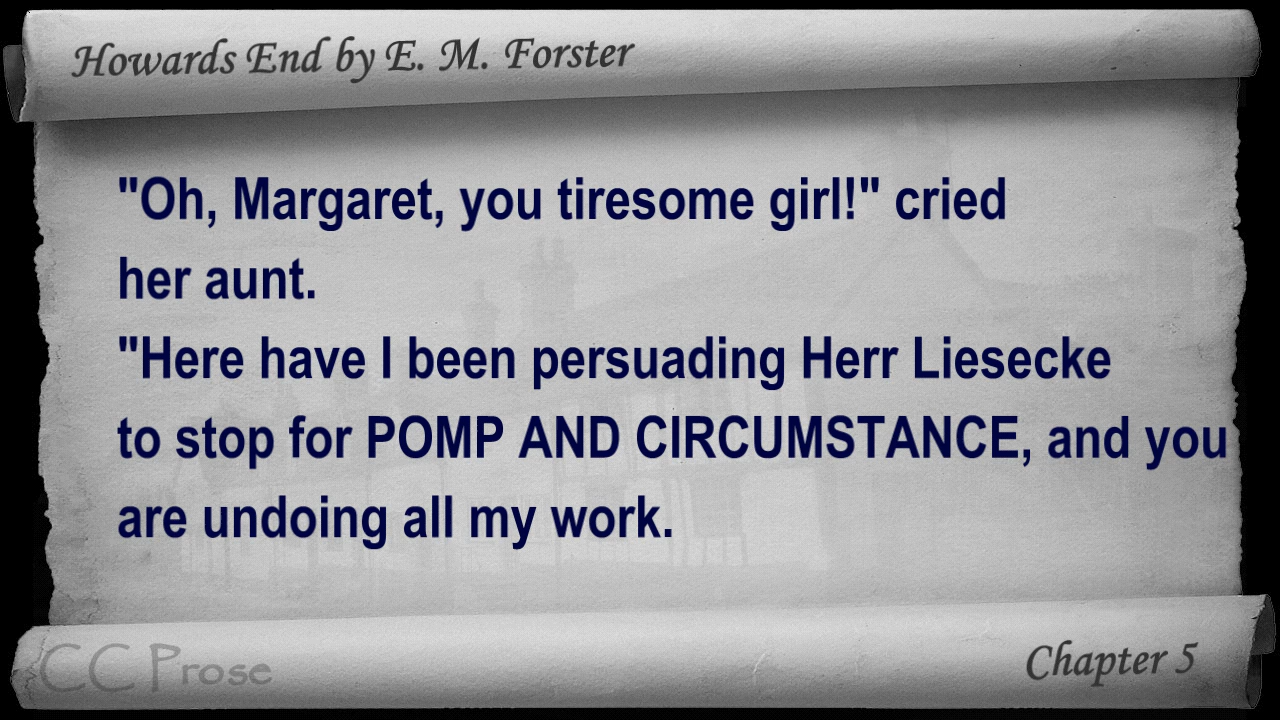 Howards End by E. M. Forster
"Oh, Margaret, you tiresome girl!" cried
her aunt.
"Here have I been persuading Herr Liesecke
to stop for POMP AND CIRCUMSTANCE, and you
are undoing all my work.
CC Prose
Chapter 5